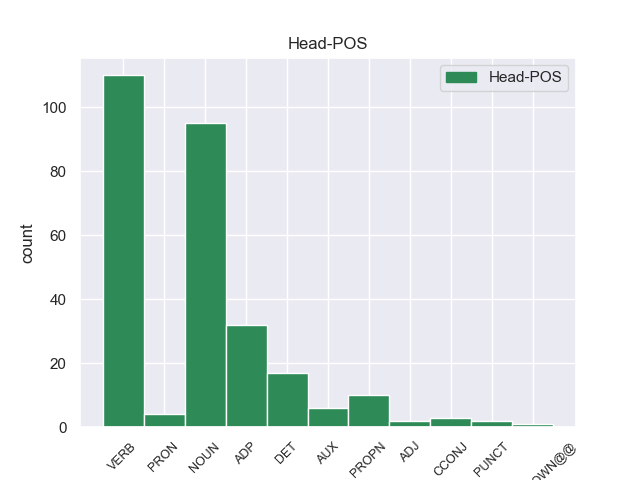 Head-POS
Head-POS
count
100
80
60
40
20
0
VERB
PRON
NOUN
ADP
DET
AUX
PROPN
ADJ
CCONJ
PUNCT
OWN@@